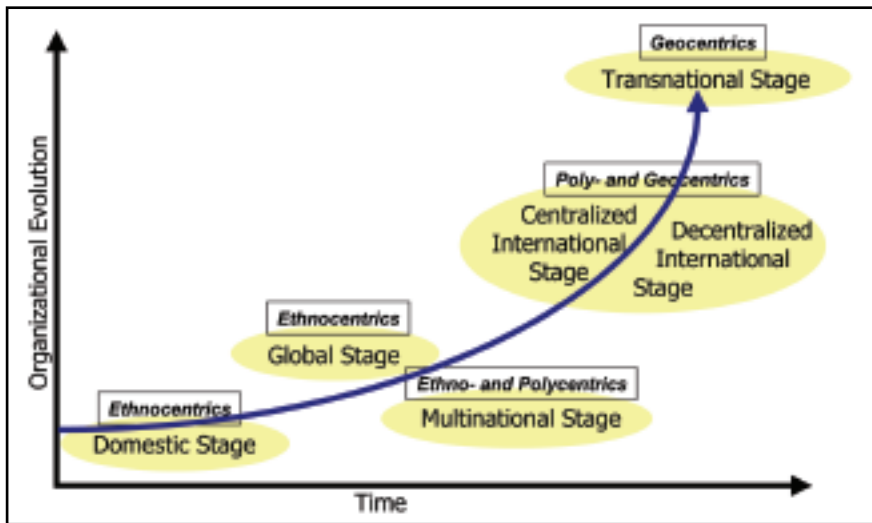 Geocentrics
Transnational Stage
Poly- and Geocentrics
Centralized
International
Stage
Decentralized
International
Stage
Ethnocentrics
Global Stage
Ethno- and Polycentrics
Multinational Stage
Ethnocentrics
Domestic Stage
Organizational Evolution
Time